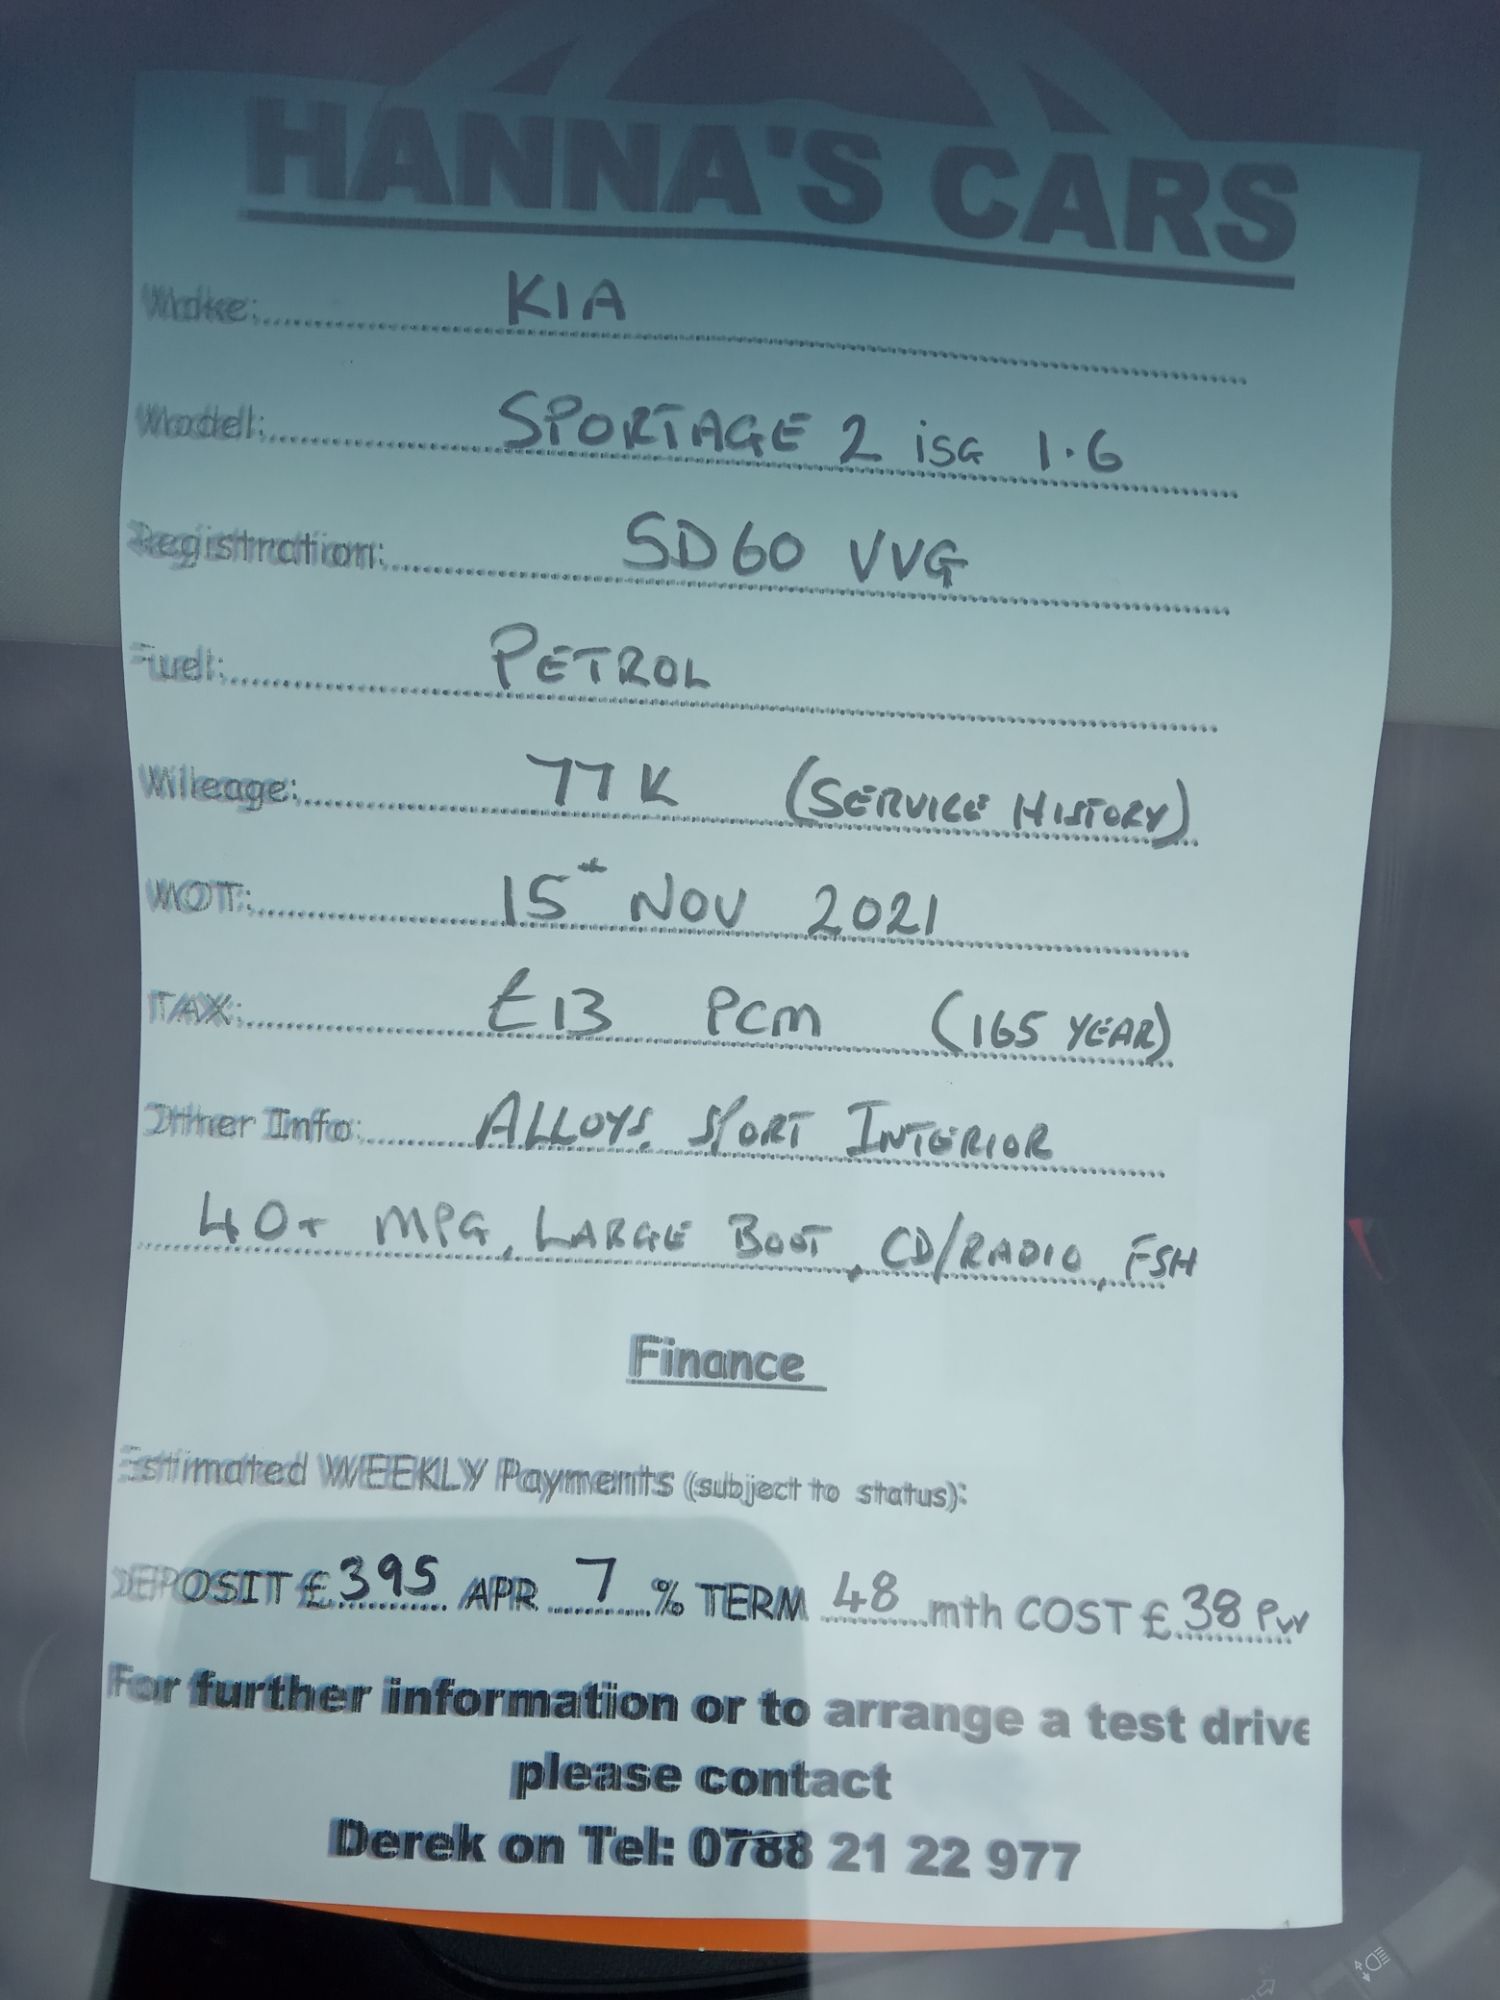 HANNA'S CARS
Make: KIA
Model: SPORTAGE 2 isG 1.6
Registration: SD60 VVG
Fuel: PETROL
Mileage: 77K (SERVICE HISTORY)
MOT: 15th NOV 2021
TAX: £13 PCM (165 YEAR)
Other Info: ALLOYS, SPORT INTERIOR
40+ MPG, LARGE BOOT, CD/RADIO, FSH
Finance
Estimated WEEKLY Payments (subject to status):
DEPOSIT £395 APR 7 % TERM 48 mth COST £38 PW
For further information or to arrange a test drive
please contact
Derek on Tel: 0788 21 22 977